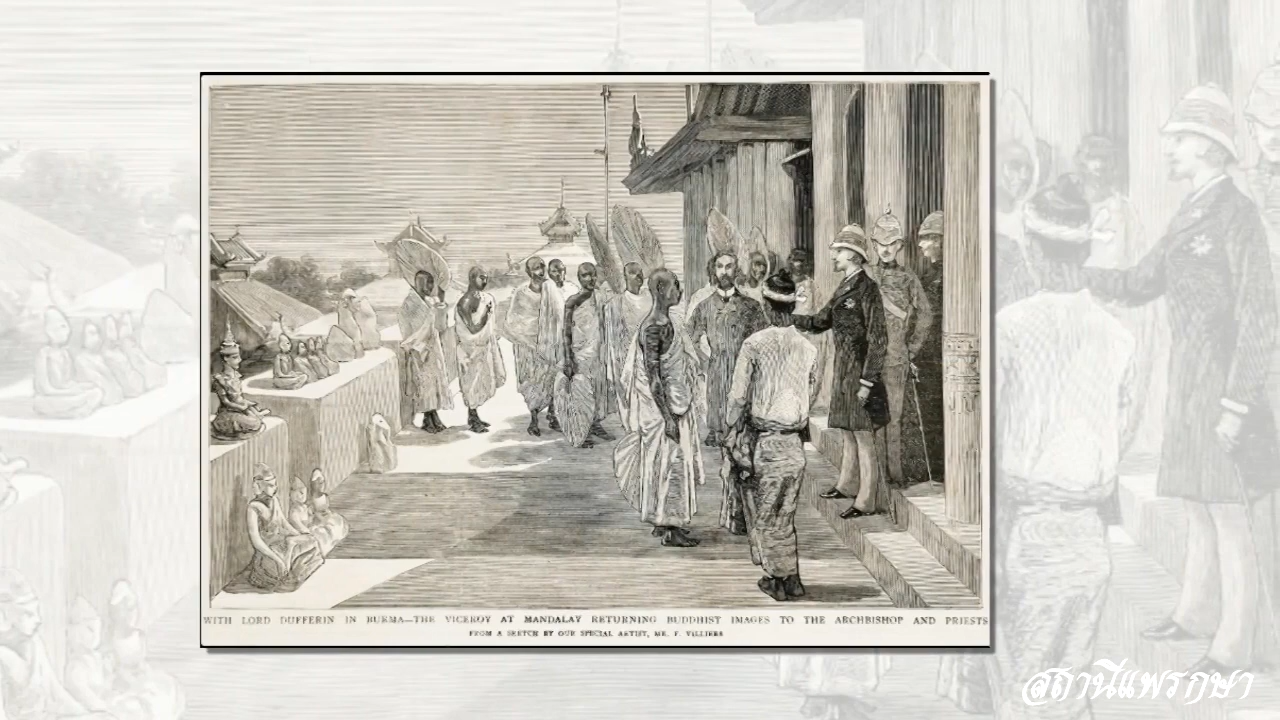 WITH LORD DUFFERIN IN BURMA—THE VICEROY AT MANDALAY RETURNING BUDDHIST IMAGES TO THE ARCHBISHOP AND PRIESTS
FROM A SKETCH BY OUR SPECIAL ARTIST, MR. F. VILLIERS
@สถานีแพรกษา